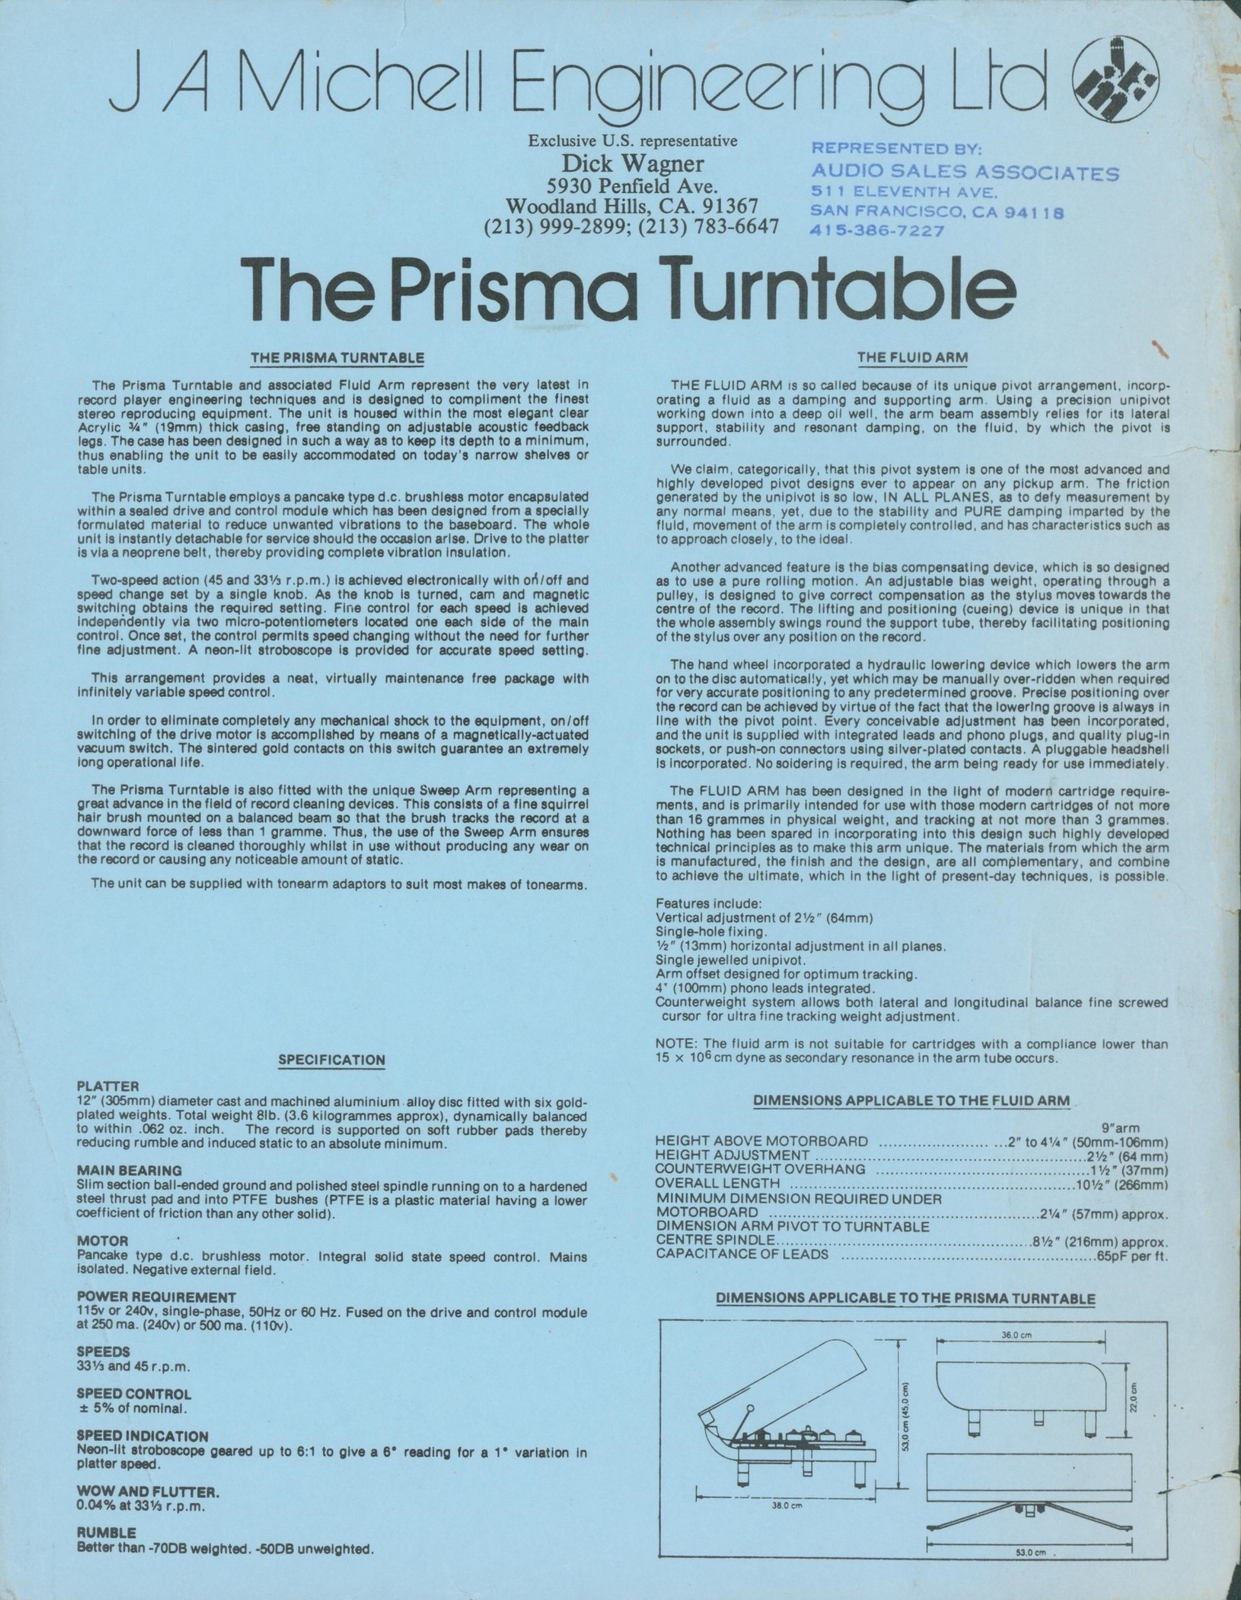 J A Michell Engineering Ltd
Exclusive U.S. representative
Dick Wagner
5930 Penfield Ave.
Woodland Hills, CA. 91367
(213) 999-2899; (213) 783-6647
REPRESENTED BY:
AUDIO SALES ASSOCIATES
511 ELEVENTH AVE.
SAN FRANCISCO, CA 94118
415-386-7227
The Prisma Turntable
THE PRISMA TURNTABLE
The Prisma Turntable and associated Fluid Arm represent the very latest in
record player engineering techniques and is designed to compliment the finest
stereo reproducing equipment. The unit is housed within the most elegant clear
Acrylic ¾" (19mm) thick casing, free standing on adjustable acoustic feedback
legs. The case has been designed in such a way as to keep its depth to a minimum,
thus enabling the unit to be easily accommodated on today's narrow shelves or
table units.
The Prisma Turntable employs a pancake type d.c. brushless motor encapsulated
within a sealed drive and control module which has been designed from a specially
formulated material to reduce unwanted vibrations to the baseboard. The whole
unit is instantly detachable for service should the occasion arise. Drive to the platter
is via a neoprene belt, thereby providing complete vibration insulation.
Two-speed action (45 and 33⅓ r.p.m.) is achieved electronically with on/off and
speed change set by a single knob. As the knob is turned, cam and magnetic
switching obtains the required setting. Fine control for each speed is achieved
independently via two micro-potentiometers located one each side of the main
control. Once set, the control permits speed changing without the need for further
fine adjustment. A neon-lit stroboscope is provided for accurate speed setting.
This arrangement provides a neat, virtually maintenance free package with
infinitely variable speed control.
In order to eliminate completely any mechanical shock to the equipment, on/off
switching of the drive motor is accomplished by means of a magnetically-actuated
vacuum switch. The sintered gold contacts on this switch guarantee an extremely
long operational life.
The Prisma Turntable is also fitted with the unique Sweep Arm representing a
great advance in the field of record cleaning devices. This consists of a fine squirrel
hair brush mounted on a balanced beam so that the brush tracks the record at a
downward force of less than 1 gramme. Thus, the use of the Sweep Arm ensures
that the record is cleaned thoroughly whilst in use without producing any wear on
the record or causing any noticeable amount of static.
The unit can be supplied with tonearm adaptors to suit most makes of tonearms.
SPECIFICATION
PLATTER
12" (305mm) diameter cast and machined aluminium alloy disc fitted with six gold-
plated weights. Total weight 8lb. (3.6 kilogrammes approx), dynamically balanced
to within .062 oz. inch. The record is supported on soft rubber pads thereby
reducing rumble and induced static to an absolute minimum.
MAIN BEARING
Slim section ball-ended ground and polished steel spindle running on to a hardened
steel thrust pad and into PTFE bushes (PTFE is a plastic material having a lower
coefficient of friction than any other solid).
MOTOR
Pancake type d.c. brushless motor. Integral solid state speed control. Mains
isolated. Negative external field.
POWER REQUIREMENT
115v or 240v, single-phase, 50Hz or 60 Hz. Fused on the drive and control module
at 250 ma. (240v) or 500 ma. (110v).
SPEEDS
33⅓ and 45 r.p.m.
SPEED CONTROL
± 5% of nominal.
SPEED INDICATION
Neon-lit stroboscope geared up to 6:1 to give a 6° reading for a 1° variation in
platter speed.
WOW AND FLUTTER.
0.04% at 33⅓ r.p.m.
RUMBLE
Better than -70DB weighted. -50DB unweighted.
THE FLUID ARM
THE FLUID ARM is so called because of its unique pivot arrangement, incorp-
orating a fluid as a damping and supporting arm. Using a precision unipivot
working down into a deep oil well, the arm beam assembly relies for its lateral
support, stability and resonant damping, on the fluid, by which the pivot is
surrounded.
We claim, categorically, that this pivot system is one of the most advanced and
highly developed pivot designs ever to appear on any pickup arm. The friction
generated by the unipivot is so low, IN ALL PLANES, as to defy measurement by
any normal means, yet, due to the stability and PURE damping imparted by the
fluid, movement of the arm is completely controlled, and has characteristics such as
to approach closely, to the ideal.
Another advanced feature is the bias compensating device, which is so designed
as to use a pure rolling motion. An adjustable bias weight, operating through a
pulley, is designed to give correct compensation as the stylus moves towards the
centre of the record. The lifting and positioning (cueing) device is unique in that
the whole assembly swings round the support tube, thereby facilitating positioning
of the stylus over any position on the record.
The hand wheel incorporated a hydraulic lowering device which lowers the arm
on to the disc automatically, yet which may be manually over-ridden when required
for very accurate positioning to any predetermined groove. Precise positioning over
the record can be achieved by virtue of the fact that the lowering groove is always in
line with the pivot point. Every conceivable adjustment has been incorporated,
and the unit is supplied with integrated leads and phono plugs, and quality plug-in
sockets, or push-on connectors using silver-plated contacts. A pluggable headshell
is incorporated. No soldering is required, the arm being ready for use immediately.
The FLUID ARM has been designed in the light of modern cartridge require-
ments, and is primarily intended for use with those modern cartridges of not more
than 16 grammes in physical weight, and tracking at not more than 3 grammes.
Nothing has been spared in incorporating into this design such highly developed
technical principles as to make this arm unique. The materials from which the arm
is manufactured, the finish and the design, are all complementary, and combine
to achieve the ultimate, which in the light of present-day techniques, is possible.
Features include:
Vertical adjustment of 2½" (64mm)
Single-hole fixing.
½" (13mm) horizontal adjustment in all planes.
Single jewelled unipivot.
Arm offset designed for optimum tracking.
4" (100mm) phono leads integrated.
Counterweight system allows both lateral and longitudinal balance fine screwed
cursor for ultra fine tracking weight adjustment.
NOTE: The fluid arm is not suitable for cartridges with a compliance lower than
15 × 10⁶ cm dyne as secondary resonance in the arm tube occurs.
DIMENSIONS APPLICABLE TO THE FLUID ARM
9"arm
HEIGHT ABOVE MOTORBOARD ...................2" to 4¼" (50mm-106mm)
HEIGHT ADJUSTMENT ...................2½" (64 mm)
COUNTERWEIGHT OVERHANG ...................1½" (37mm)
OVERALL LENGTH ...................10½" (266mm)
MINIMUM DIMENSION REQUIRED UNDER
MOTORBOARD ...................2¼" (57mm) approx.
DIMENSION ARM PIVOT TO TURNTABLE
CENTRE SPINDLE...................8½" (216mm) approx.
CAPACITANCE OF LEADS ...................65pF per ft.
DIMENSIONS APPLICABLE TO THE PRISMA TURNTABLE
36.0 cm
53.0 cm (45.0 cm)
22.0 cm
38.0 cm
53.0 cm